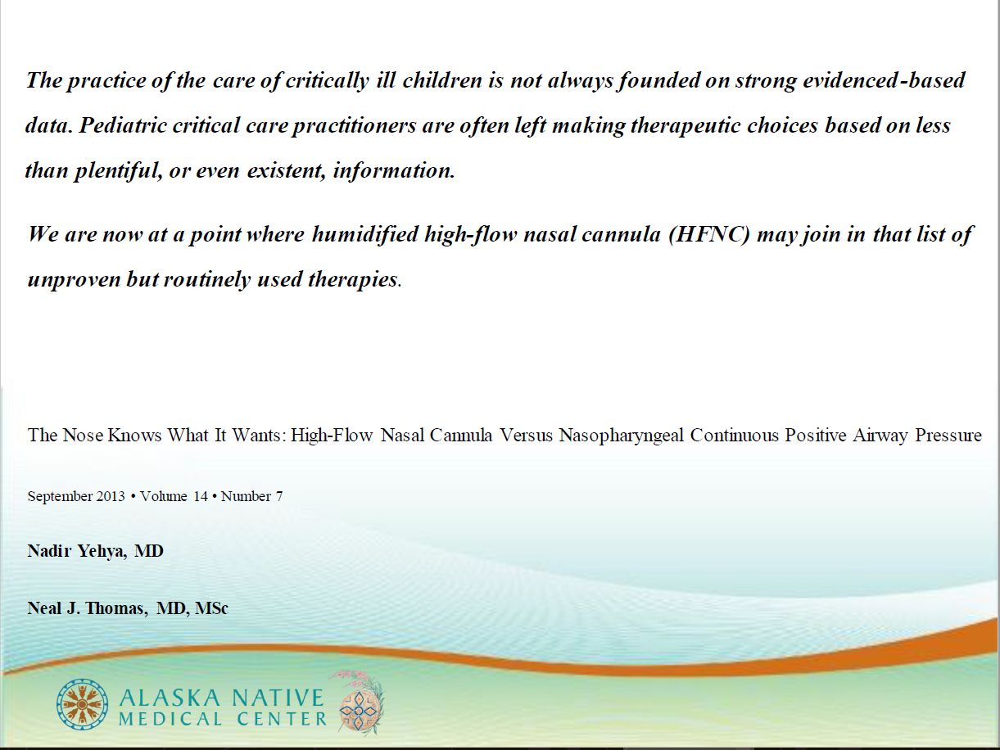 The practice of the care of critically ill children is not always founded on strong evidenced-based
data. Pediatric critical care practitioners are often left making therapeutic choices based on less
than plentiful, or even existent, information.
We are now at a point where humidified high-flow nasal cannula (HFNC) may join in that list of
unproven but routinely used therapies.
The Nose Knows What It Wants: High-Flow Nasal Cannula Versus Nasopharyngeal Continuous Positive Airway Pressure
September 2013 • Volume 14 • Number 7
Nadir Yehya, MD
Neal J. Thomas, MD, MSc
ALASKA NATIVE
MEDICAL CENTER